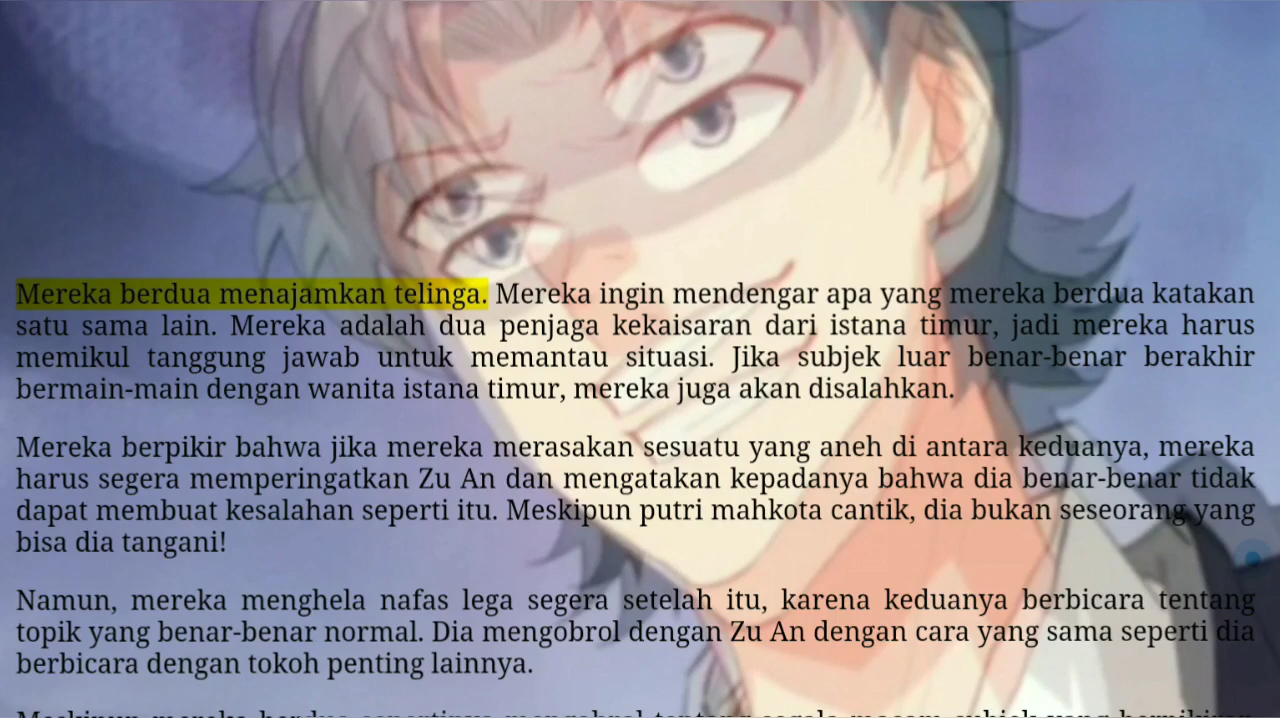 Mereka berdua menajamkan telinga. Mereka ingin mendengar apa yang mereka berdua katakan
satu sama lain. Mereka adalah dua penjaga kekaisaran dari istana timur, jadi mereka harus
memikul tanggung jawab untuk memantau situasi. Jika subjek luar benar-benar berakhir
bermain-main dengan wanita istana timur, mereka juga akan disalahkan.
Mereka berpikir bahwa jika mereka merasakan sesuatu yang aneh di antara keduanya, mereka
harus segera memperingatkan Zu An dan mengatakan kepadanya bahwa dia benar-benar tidak
dapat membuat kesalahan seperti itu. Meskipun putri mahkota cantik, dia bukan seseorang yang
bisa dia tangani!
Namun, mereka menghela nafas lega segera setelah itu, karena keduanya berbicara tentang
topik yang benar-benar normal. Dia mengobrol dengan Zu An dengan cara yang sama seperti dia
berbicara dengan tokoh penting lainnya.